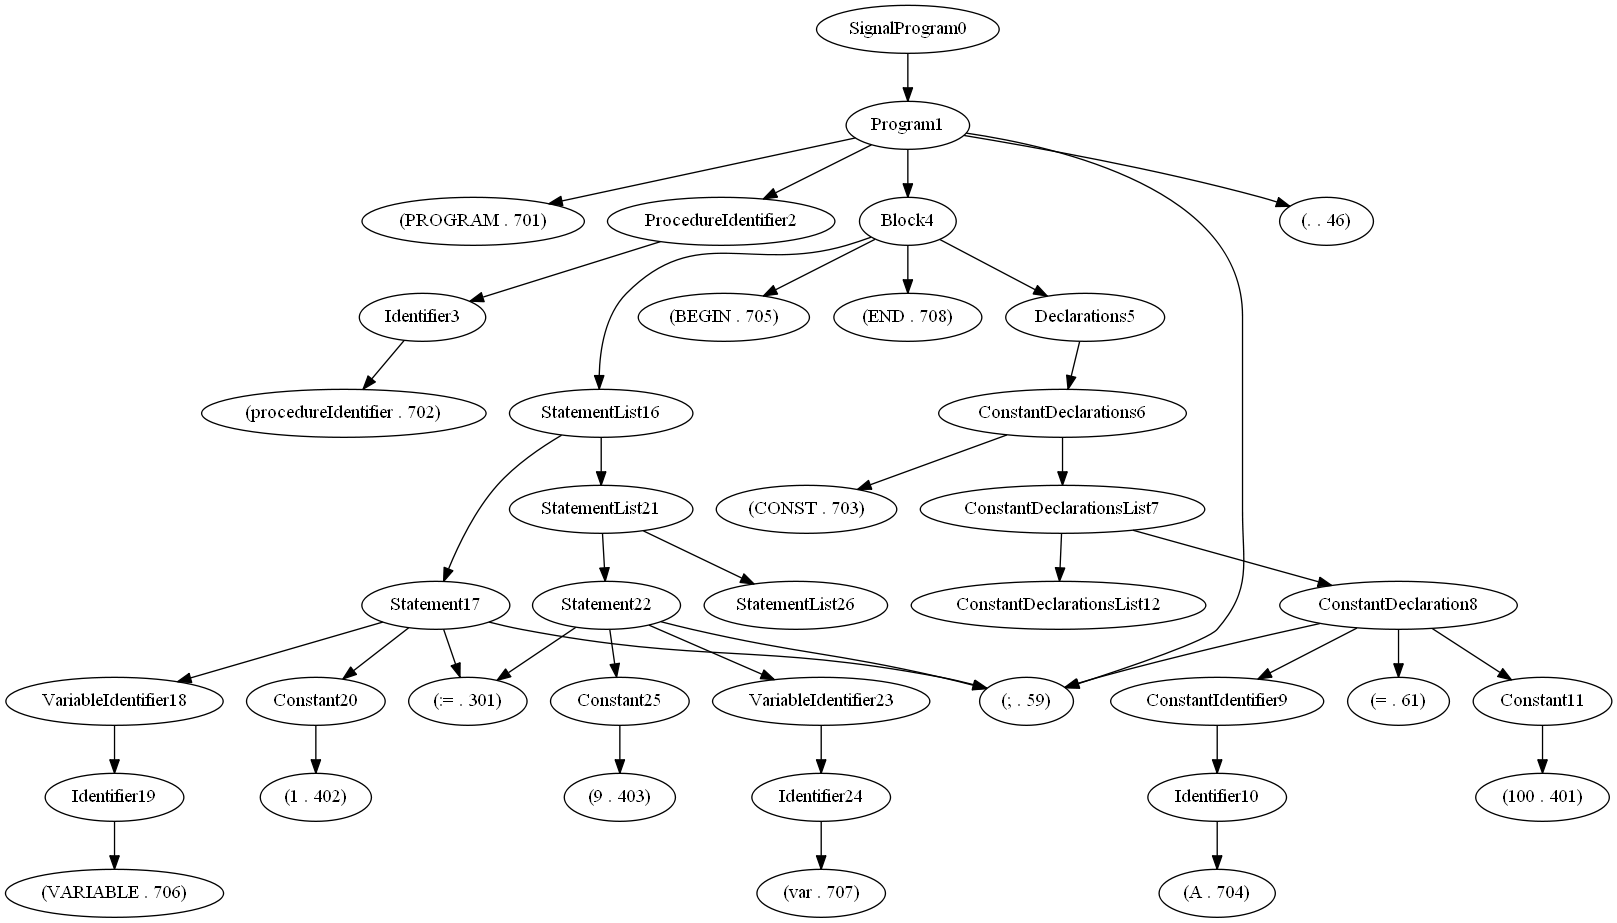 SignalProgram0
Program1
(PROGRAM . 701)
ProcedureIdentifier2
Block4
(. . 46)
Identifier3
(BEGIN . 705)
(END . 708)
Declarations5
(procedureIdentifier . 702)
StatementList16
ConstantDeclarations6
StatementList21
(CONST . 703)
ConstantDeclarationsList7
Statement17
Statement22
StatementList26
ConstantDeclarationsList12
ConstantDeclaration8
VariableIdentifier18
Constant20
(:= . 301)
Constant25
VariableIdentifier23
(; . 59)
ConstantIdentifier9
(= . 61)
Constant11
Identifier19
(1 . 402)
(9 . 403)
Identifier24
Identifier10
(100 . 401)
(VARIABLE . 706)
(var . 707)
(A . 704)